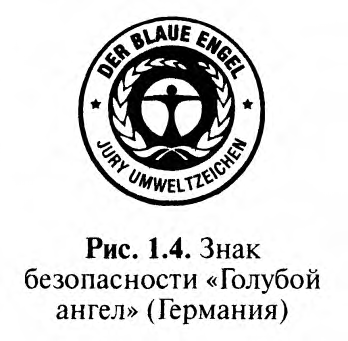 DER BLAUE ENGEL
JURY UMWELTZEICHEN
Рис. 1.4. Знак
безопасности «Голубой
ангел» (Германия)